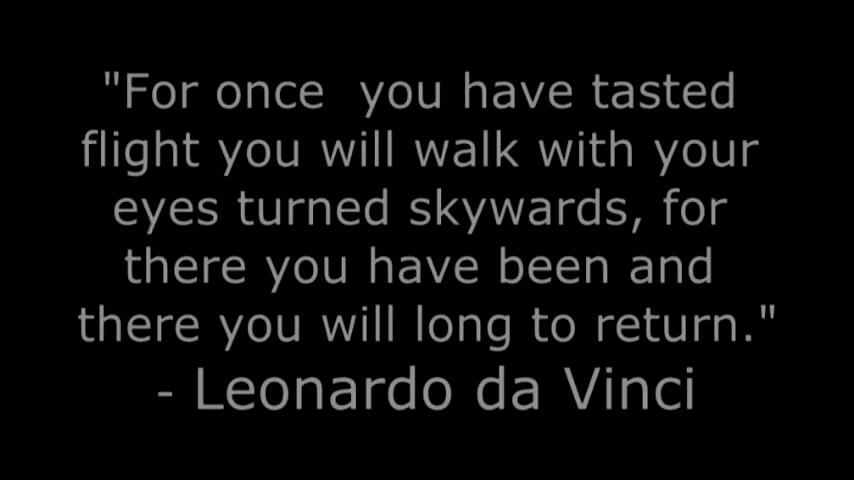 "For once  you have tasted
flight you will walk with your
eyes turned skywards, for
there you have been and
there you will long to return."
- Leonardo da Vinci